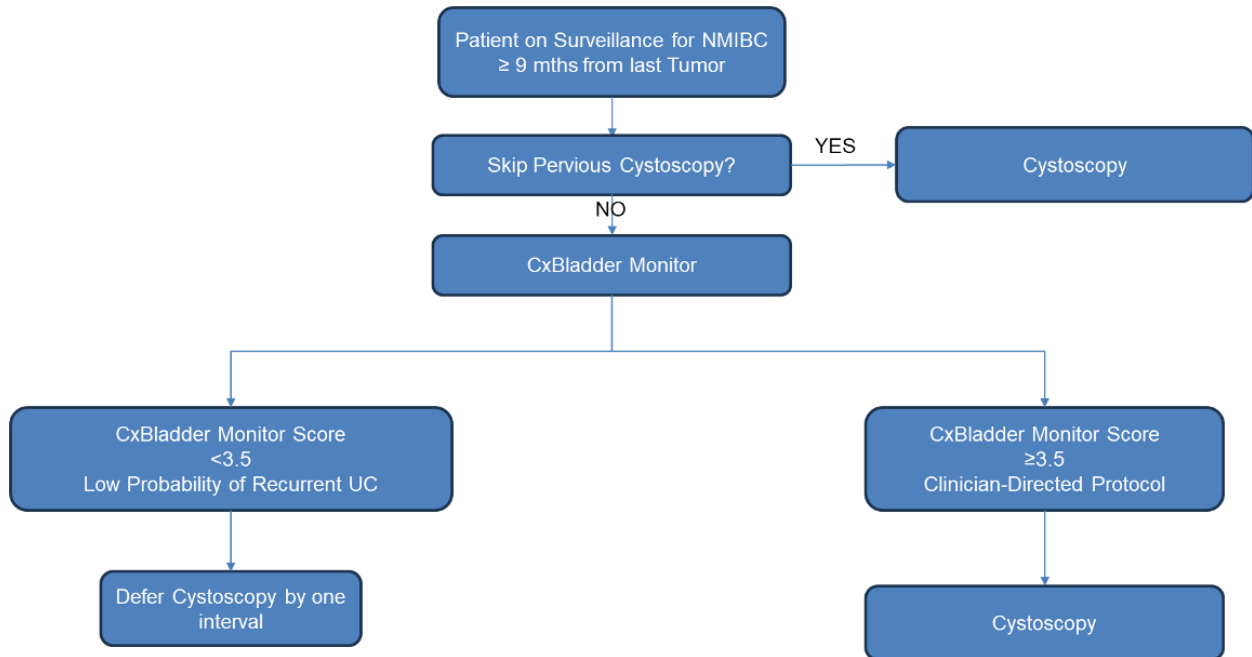 Patient on Surveillance for NMIBC
≥ 9 mths from last Tumor
Skip Pervious Cystoscopy?
YES
Cystoscopy
NO
CxBladder Monitor
CxBladder Monitor Score
<3.5
Low Probability of Recurrent UC
CxBladder Monitor Score
≥3.5
Clinician-Directed Protocol
Defer Cystoscopy by one
interval
Cystoscopy